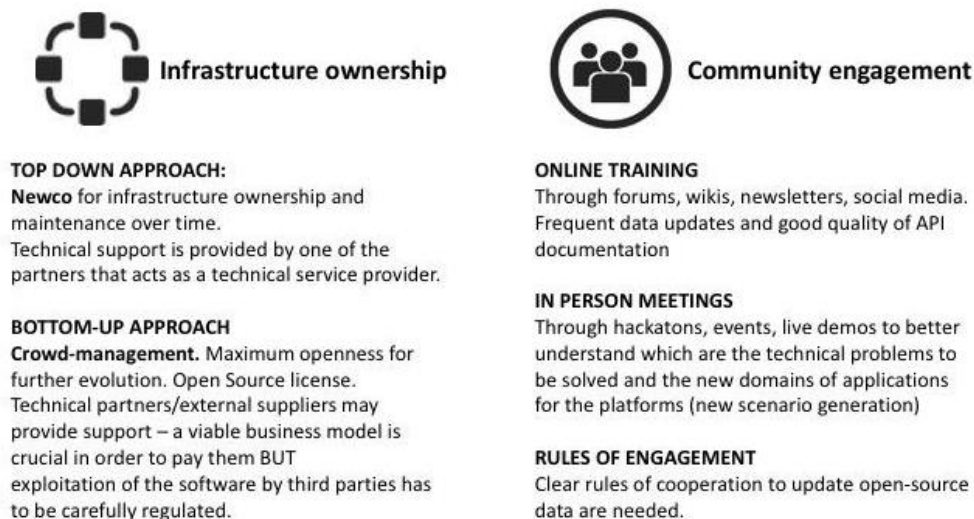 Infrastructure ownership
TOP DOWN APPROACH:
Newco for infrastructure ownership and
maintenance over time.
Technical support is provided by one of the
partners that acts as a technical service provider.
BOTTOM-UP APPROACH
Crowd-management. Maximum openness for
further evolution. Open Source license.
Technical partners/external suppliers may
provide support – a viable business model is
crucial in order to pay them BUT
exploitation of the software by third parties has
to be carefully regulated.
Community engagement
ONLINE TRAINING
Through forums, wikis, newsletters, social media.
Frequent data updates and good quality of API
documentation
IN PERSON MEETINGS
Through hackatons, events, live demos to better
understand which are the technical problems to
be solved and the new domains of applications
for the platforms (new scenario generation)
RULES OF ENGAGEMENT
Clear rules of cooperation to update open-source
data are needed.